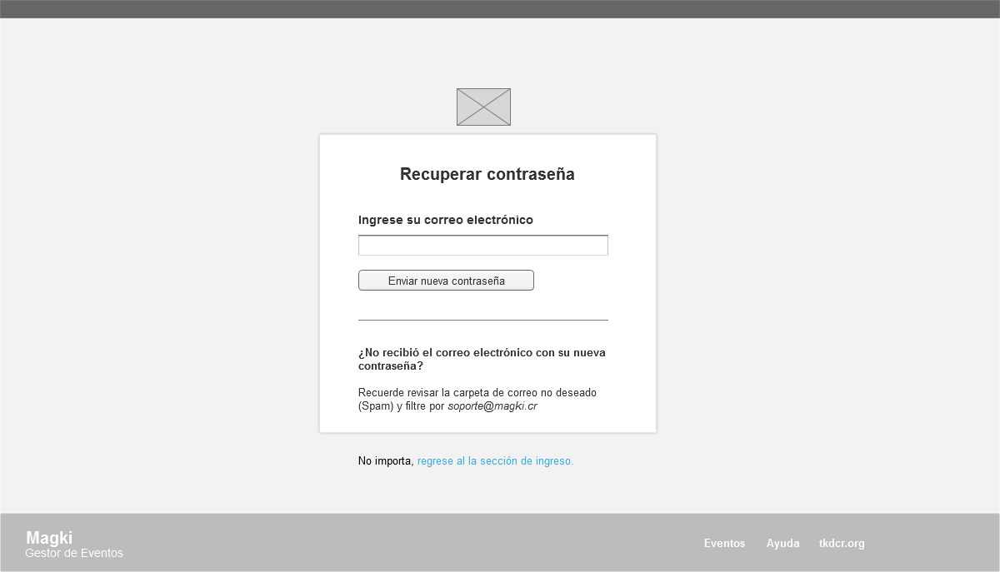 Recuperar contraseña
Ingrese su correo electrónico
Enviar nueva contraseña
¿No recibió el correo electrónico con su nueva
contraseña?
Recuerde revisar la carpeta de correo no deseado
(Spam) y filtre por soporte@magki.cr
No importa, regrese al la sección de ingreso.
Magki
Gestor de Eventos
Eventos Ayuda tkdcr.org